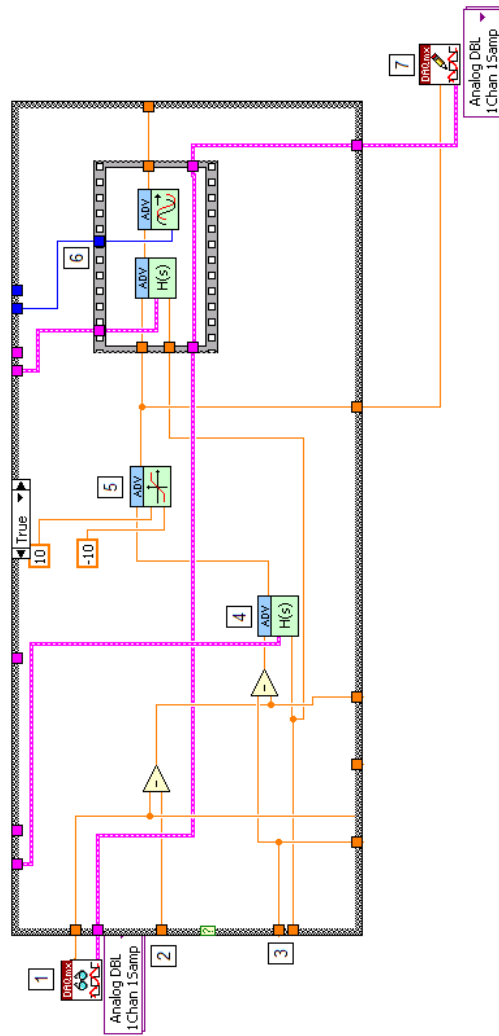 True
10
-10
1
DAQmx
Analog DBL
1Chan 1Samp
2
?
3
4
ADV
H(s)
5
ADV
6
ADV
H(s)
ADV
7
DAQmx
Analog DBL
1Chan 1Samp